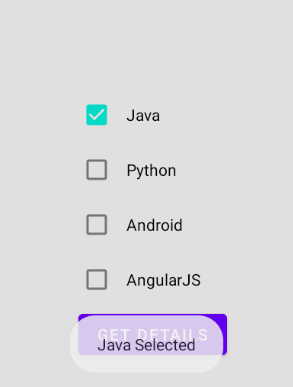 Java
Python
Android
AngularJS
GET DETAILS
Java Selected